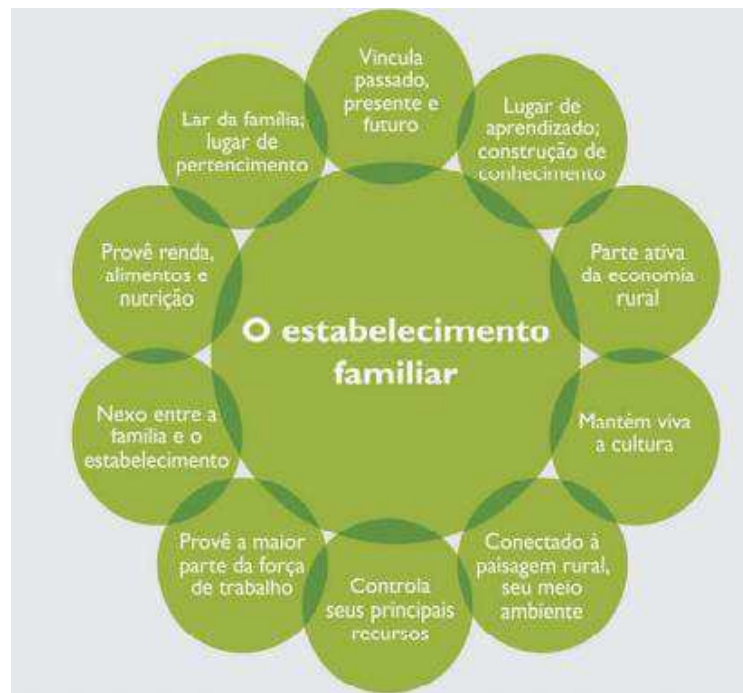 Vincula
passado,
presente e
futuro
Lugar de
aprendizado;
construção de
conhecimento
Parte ativa
da economia
rural
Mantém viva
a cultura
Conectado à
paisagem rural,
seu meio
ambiente
Controla
seus principais
recursos
Provê a maior
parte da força
de trabalho
Nexo entre a
família e o
estabelecimento
Provê renda,
alimentos e
nutrição
Lar da família;
lugar de
pertencimento
O estabelecimento
familiar